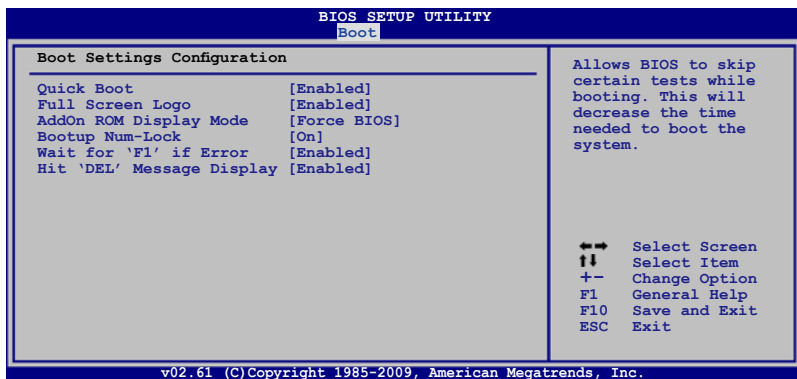 BIOS SETUP UTILITY
Boot
Boot Settings Configuration
Quick Boot [Enabled]
Full Screen Logo [Enabled]
AddOn ROM Display Mode [Force BIOS]
Bootup Num-Lock [On]
Wait for ‘F1’ if Error [Enabled]
Hit ‘DEL’ Message Display [Enabled]
Allows BIOS to skip
certain tests while
booting. This will
decrease the time
needed to boot the
system.
←→ Select Screen
↑↓ Select Item
+- Change Option
F1 General Help
F10 Save and Exit
ESC Exit
v02.61 (C)Copyright 1985-2009, American Megatrends, Inc.